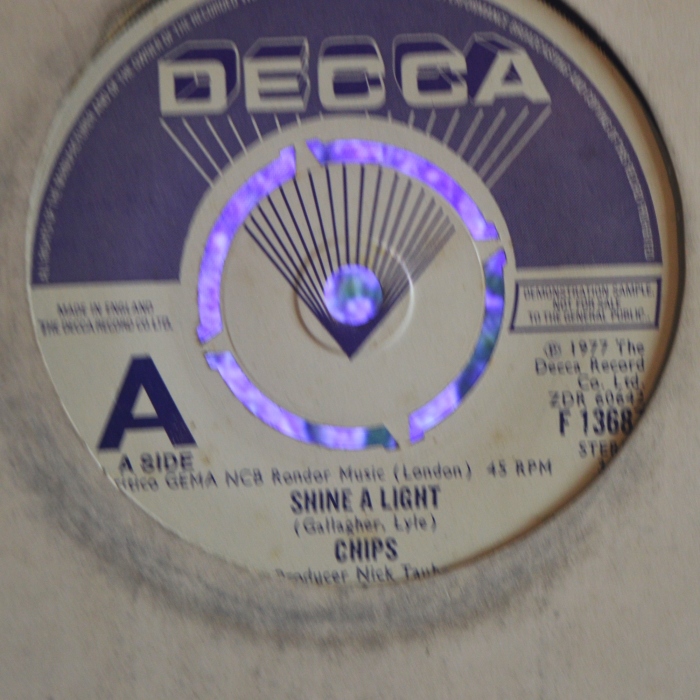 DECCA
MADE IN ENGLAND
THE DECCA RECORD CO. LTD.
DEMONSTRATION SAMPLE
NOT FOR SALE
TO THE GENERAL PUBLIC.
℗ 1977 The
Decca Record
Co. Ltd.
ZDR 6064
F 1368
A
A SIDE
GEMA NCB Rondor Music (London) 45 RPM
SHINE A LIGHT
(Gallagher, Lyle)
CHIPS
Nick